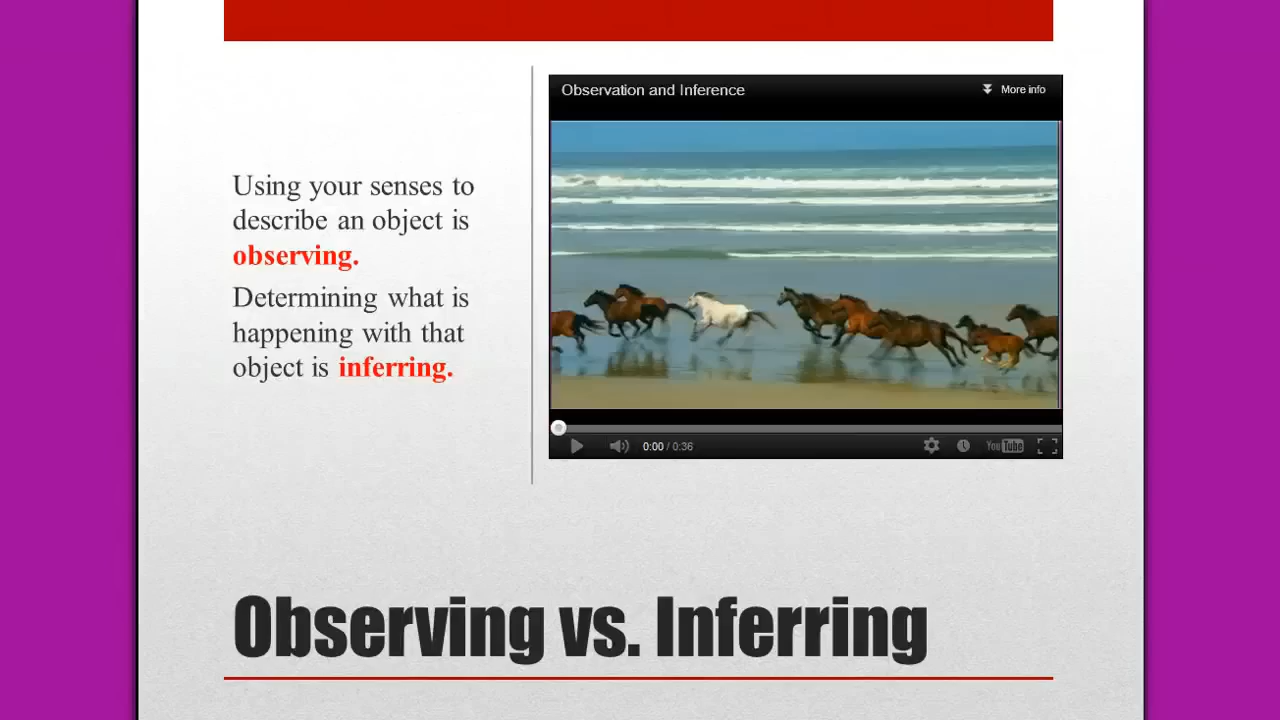 Using your senses to
describe an object is
observing.
Determining what is
happening with that
object is inferring.
Observation and Inference
More info
0:00 / 0:36
YouTube
Observing vs. Inferring